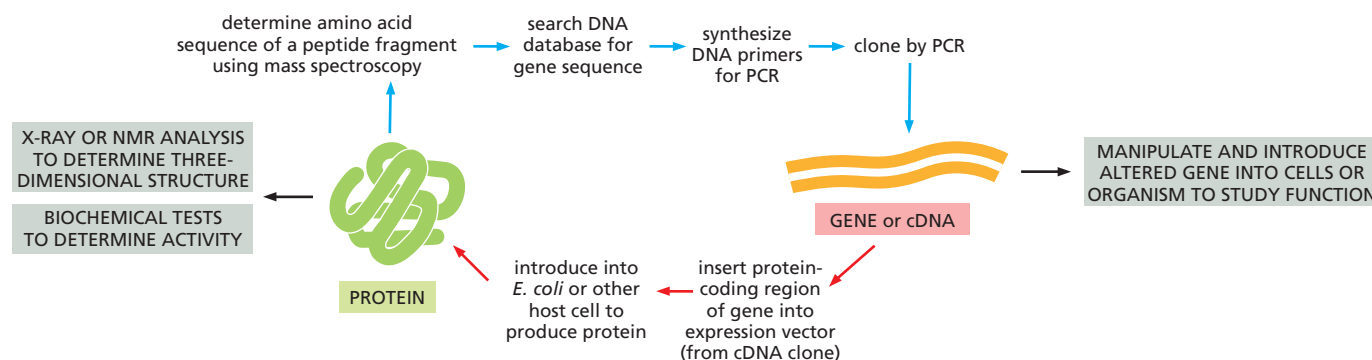 determine amino acid
sequence of a peptide fragment
using mass spectroscopy
search DNA
database for
gene sequence
synthesize
DNA primers
for PCR
clone by PCR
X-RAY OR NMR ANALYSIS
TO DETERMINE THREE-
DIMENSIONAL STRUCTURE
BIOCHEMICAL TESTS
TO DETERMINE ACTIVITY
PROTEIN
GENE or cDNA
MANIPULATE AND INTRODUCE
ALTERED GENE INTO CELLS OR
ORGANISM TO STUDY FUNCTION
introduce into
E. coli or other
host cell to
produce protein
insert protein-
coding region
of gene into
expression vector
(from cDNA clone)